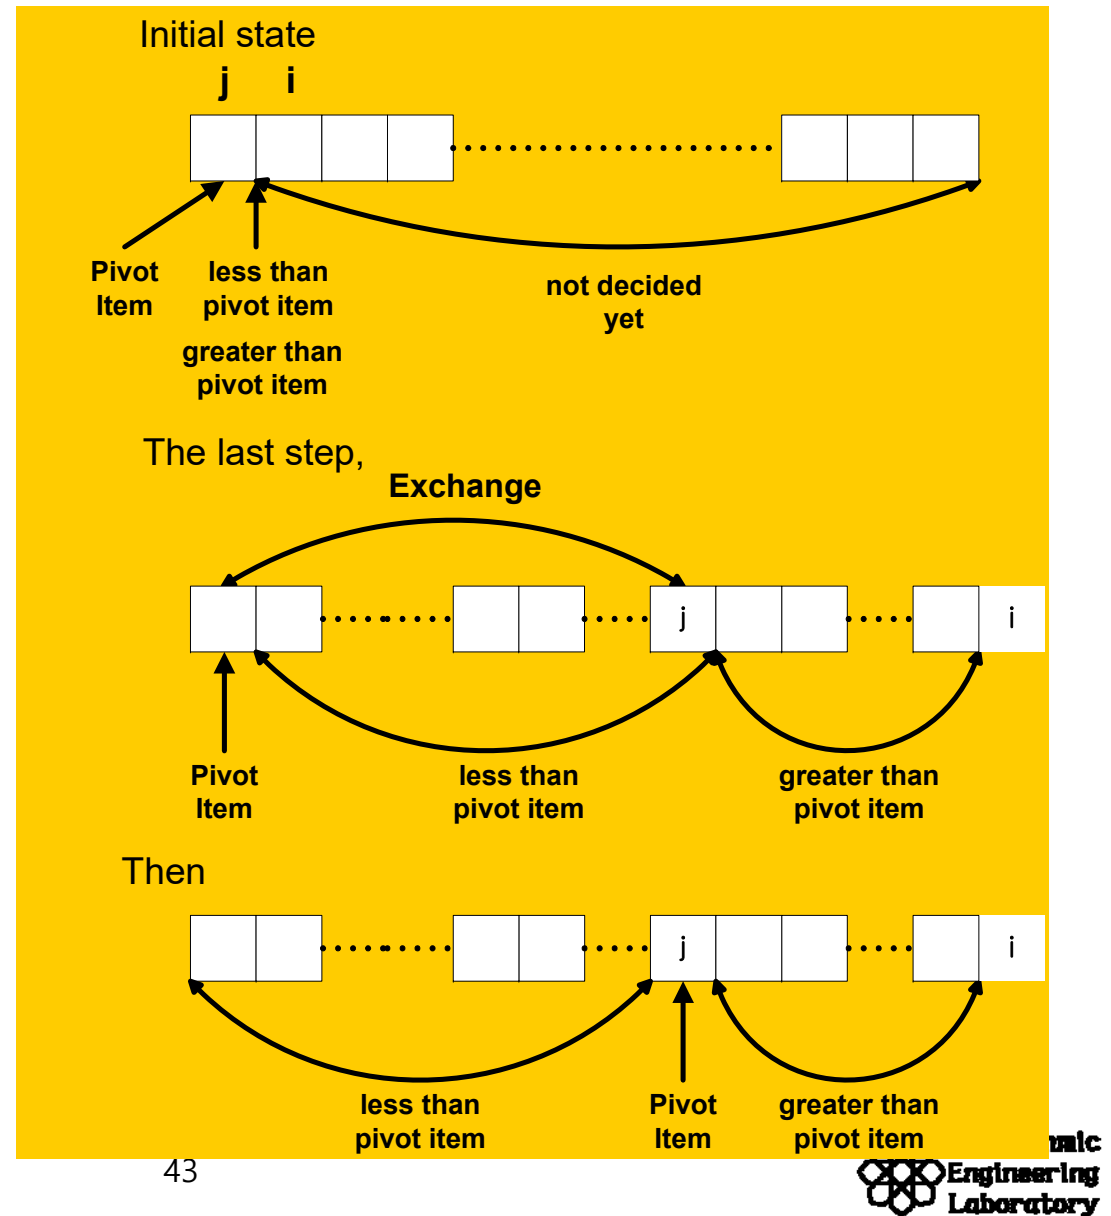 Initial state
j i
Pivot
Item
less than
pivot item
greater than
pivot item
not decided
yet
The last step,
Exchange
j
i
Pivot
Item
less than
pivot item
greater than
pivot item
Then
j
i
less than
pivot item
Pivot
Item
greater than
pivot item
43
Engineering
Laboratory